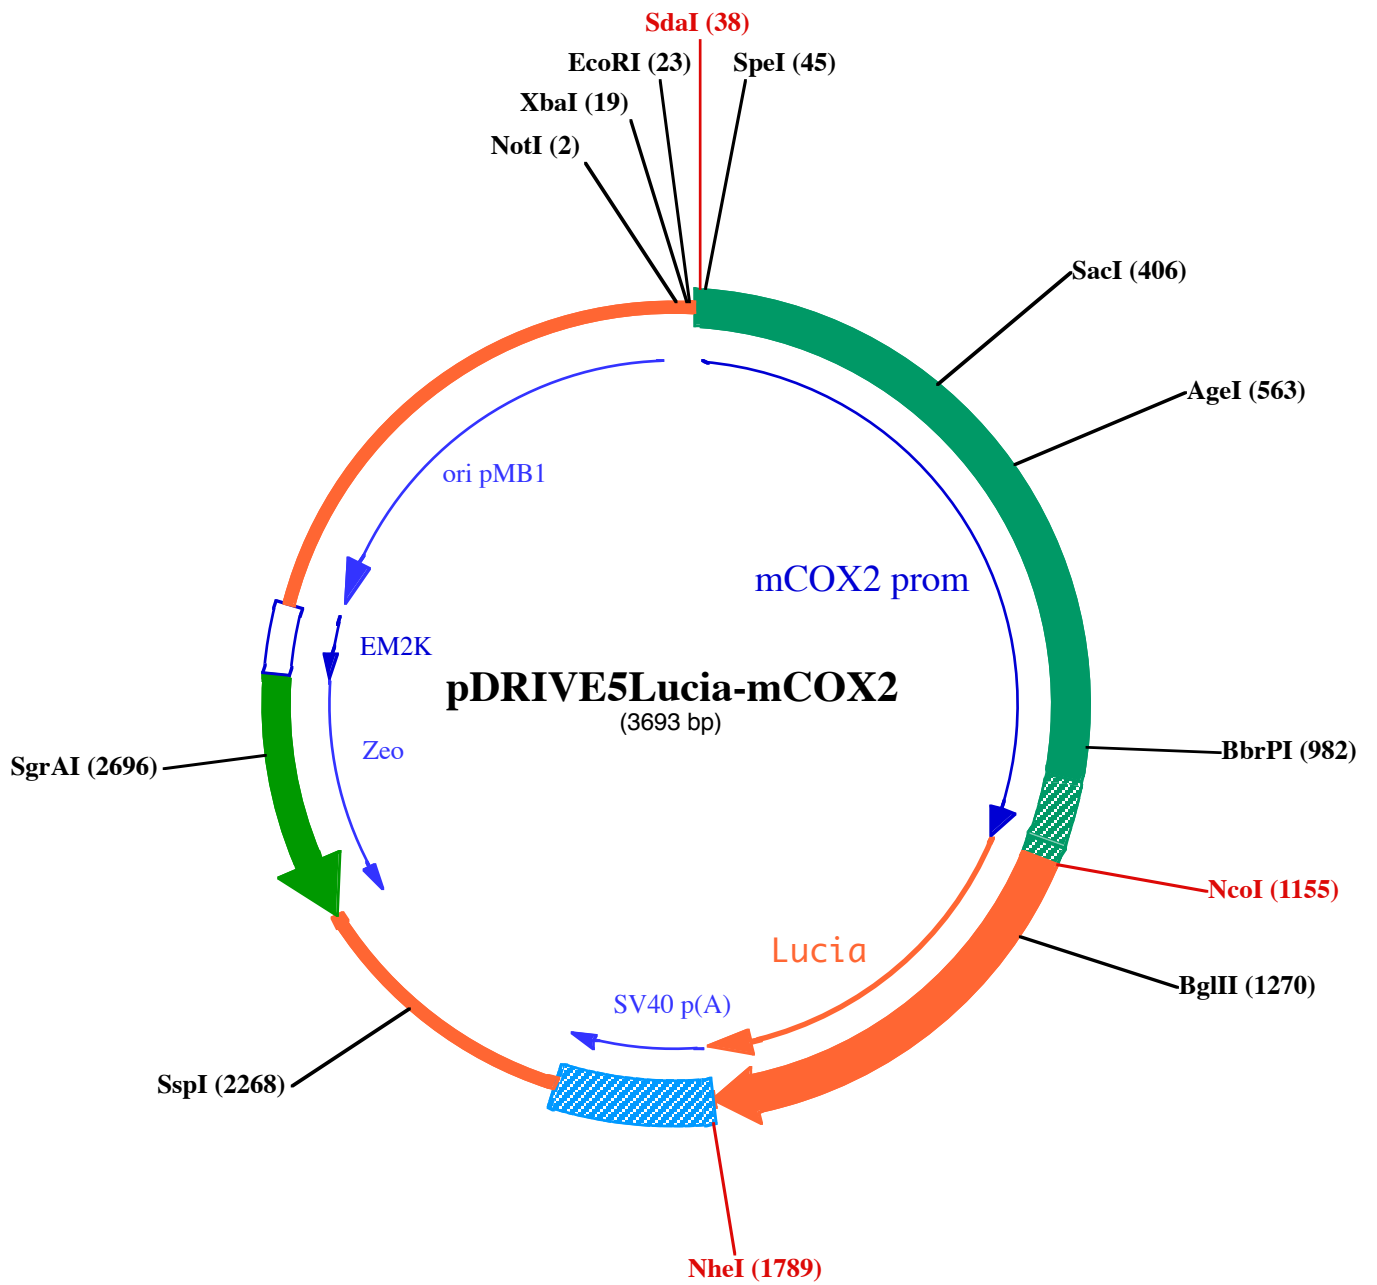 SdaI (38)
EcoRI (23)
SpeI (45)
XbaI (19)
NotI (2)
SacI (406)
AgeI (563)
ori pMB1
mCOX2 prom
EM2K
pDRIVE5Lucia-mCOX2
(3693 bp)
Zeo
BbrPI (982)
SgrAI (2696)
NcoI (1155)
Lucia
BglII (1270)
SV40 p(A)
SspI (2268)
NheI (1789)